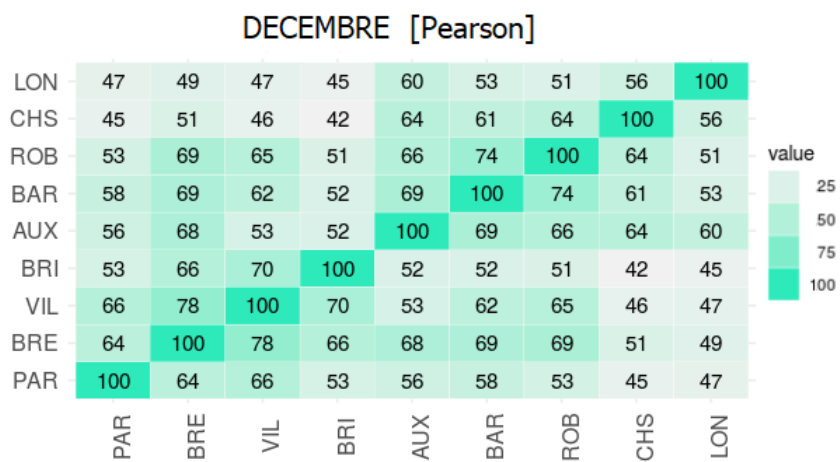 DECEMBRE [Pearson]
LON 47 49 47 45 60 53 51 56 100
CHS 45 51 46 42 64 61 64 100 56
ROB 53 69 65 51 66 74 100 64 51
BAR 58 69 62 52 69 100 74 61 53
AUX 56 68 53 52 100 69 66 64 60
BRI 53 66 70 100 52 52 51 42 45
VIL 66 78 100 70 53 62 65 46 47
BRE 64 100 78 66 68 69 69 51 49
PAR 100 64 66 53 56 58 53 45 47
PAR BRE VIL BRI AUX BAR ROB CHS LON
value
25
50
75
100